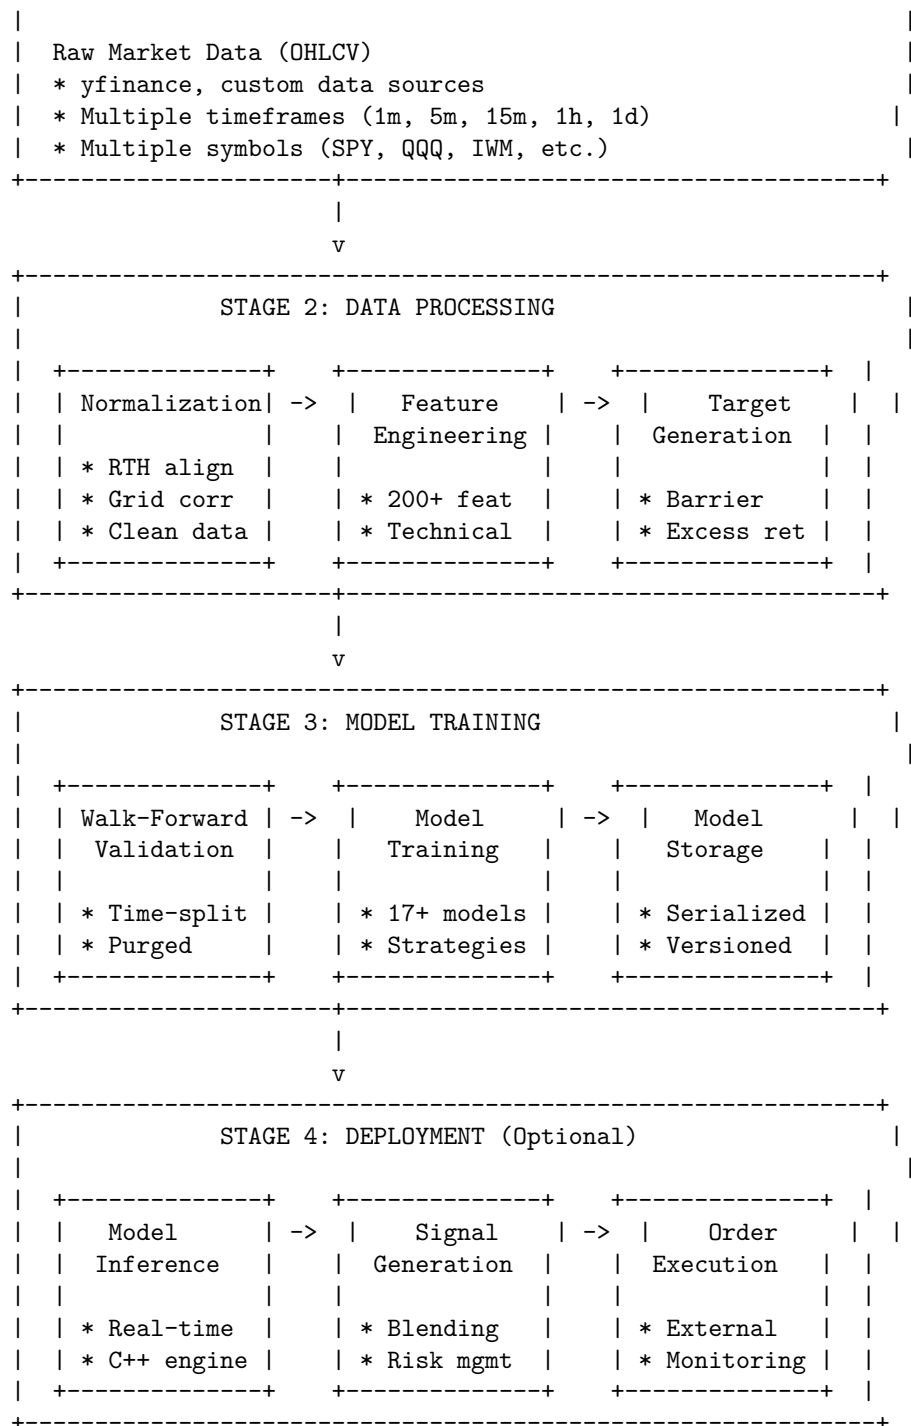 |                                                               |
|  Raw Market Data (OHLCV)                                      |
|  * yfinance, custom data sources                              |
|  * Multiple timeframes (1m, 5m, 15m, 1h, 1d)                 |
|  * Multiple symbols (SPY, QQQ, IWM, etc.)                     |
+----------------------+--------------------------------------+
                       |
                       v
+-------------------------------------------------------------+
|              STAGE 2: DATA PROCESSING                         |
|                                                               |
|  +--------------+    +--------------+    +--------------+  |
|  | Normalization| ->  |   Feature    | ->  |    Target    |  |
|  |              |    |  Engineering |    |  Generation  |  |
|  | * RTH align  |    |              |    |              |  |
|  | * Grid corr  |    | * 200+ feat  |    | * Barrier    |  |
|  | * Clean data |    | * Technical  |    | * Excess ret |  |
|  +--------------+    +--------------+    +--------------+  |
+----------------------+--------------------------------------+
                       |
                       v
+-------------------------------------------------------------+
|              STAGE 3: MODEL TRAINING                         |
|                                                               |
|  +--------------+    +--------------+    +--------------+  |
|  | Walk-Forward | ->  |    Model     | ->  |   Model      |  |
|  |  Validation  |    |   Training   |    |   Storage    |  |
|  |              |    |              |    |              |  |
|  | * Time-split |    | * 17+ models |    | * Serialized |  |
|  | * Purged     |    | * Strategies |    | * Versioned  |  |
|  +--------------+    +--------------+    +--------------+  |
+----------------------+--------------------------------------+
                       |
                       v
+-------------------------------------------------------------+
|              STAGE 4: DEPLOYMENT (Optional)                  |
|                                                               |
|  +--------------+    +--------------+    +--------------+  |
|  |   Model      | ->  |    Signal    | ->  |    Order     |  |
|  |  Inference   |    |  Generation  |    |  Execution   |  |
|  |              |    |              |    |              |  |
|  | * Real-time  |    | * Blending   |    | * External   |  |
|  | * C++ engine |    | * Risk mgmt  |    | * Monitoring |  |
|  +--------------+    +--------------+    +--------------+  |
+-------------------------------------------------------------+